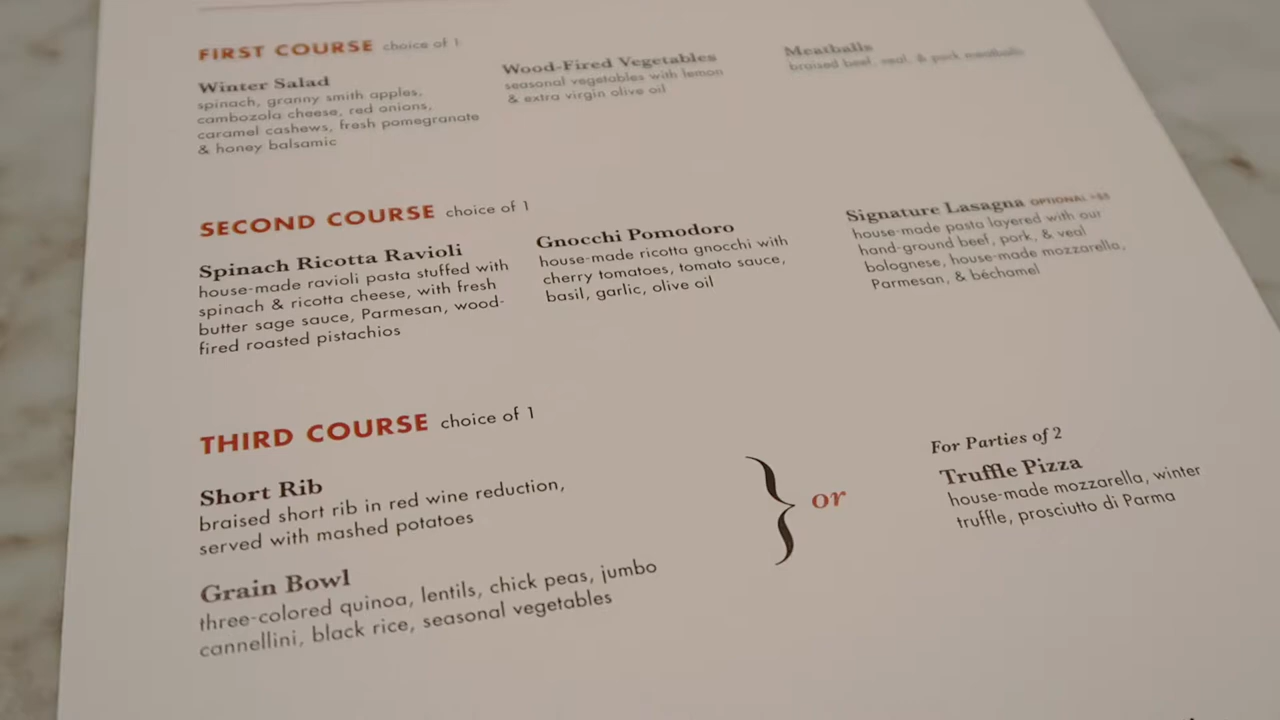 FIRST COURSE choice of 1
Winter Salad
spinach, granny smith apples,
cambozola cheese, red onions,
caramel cashews, fresh pomegranate
& honey balsamic
Wood-Fired Vegetables
seasonal vegetables with lemon
& extra virgin olive oil
Meatballs
braised beef, veal, & pork meatballs
SECOND COURSE choice of 1
Spinach Ricotta Ravioli
house-made ravioli pasta stuffed with
spinach & ricotta cheese, with fresh
butter sage sauce, Parmesan, wood-
fired roasted pistachios
Gnocchi Pomodoro
house-made ricotta gnocchi with
cherry tomatoes, tomato sauce,
basil, garlic, olive oil
Signature Lasagna OPTIONAL
house-made pasta layered with our
hand-ground beef, pork, & veal
bolognese, house-made mozzarella,
Parmesan, & béchamel
THIRD COURSE choice of 1
Short Rib
braised short rib in red wine reduction,
served with mashed potatoes
Grain Bowl
three-colored quinoa, lentils, chick peas, jumbo
cannellini, black rice, seasonal vegetables
} or
For Parties of 2
Truffle Pizza
house-made mozzarella, winter
truffle, prosciutto di Parma